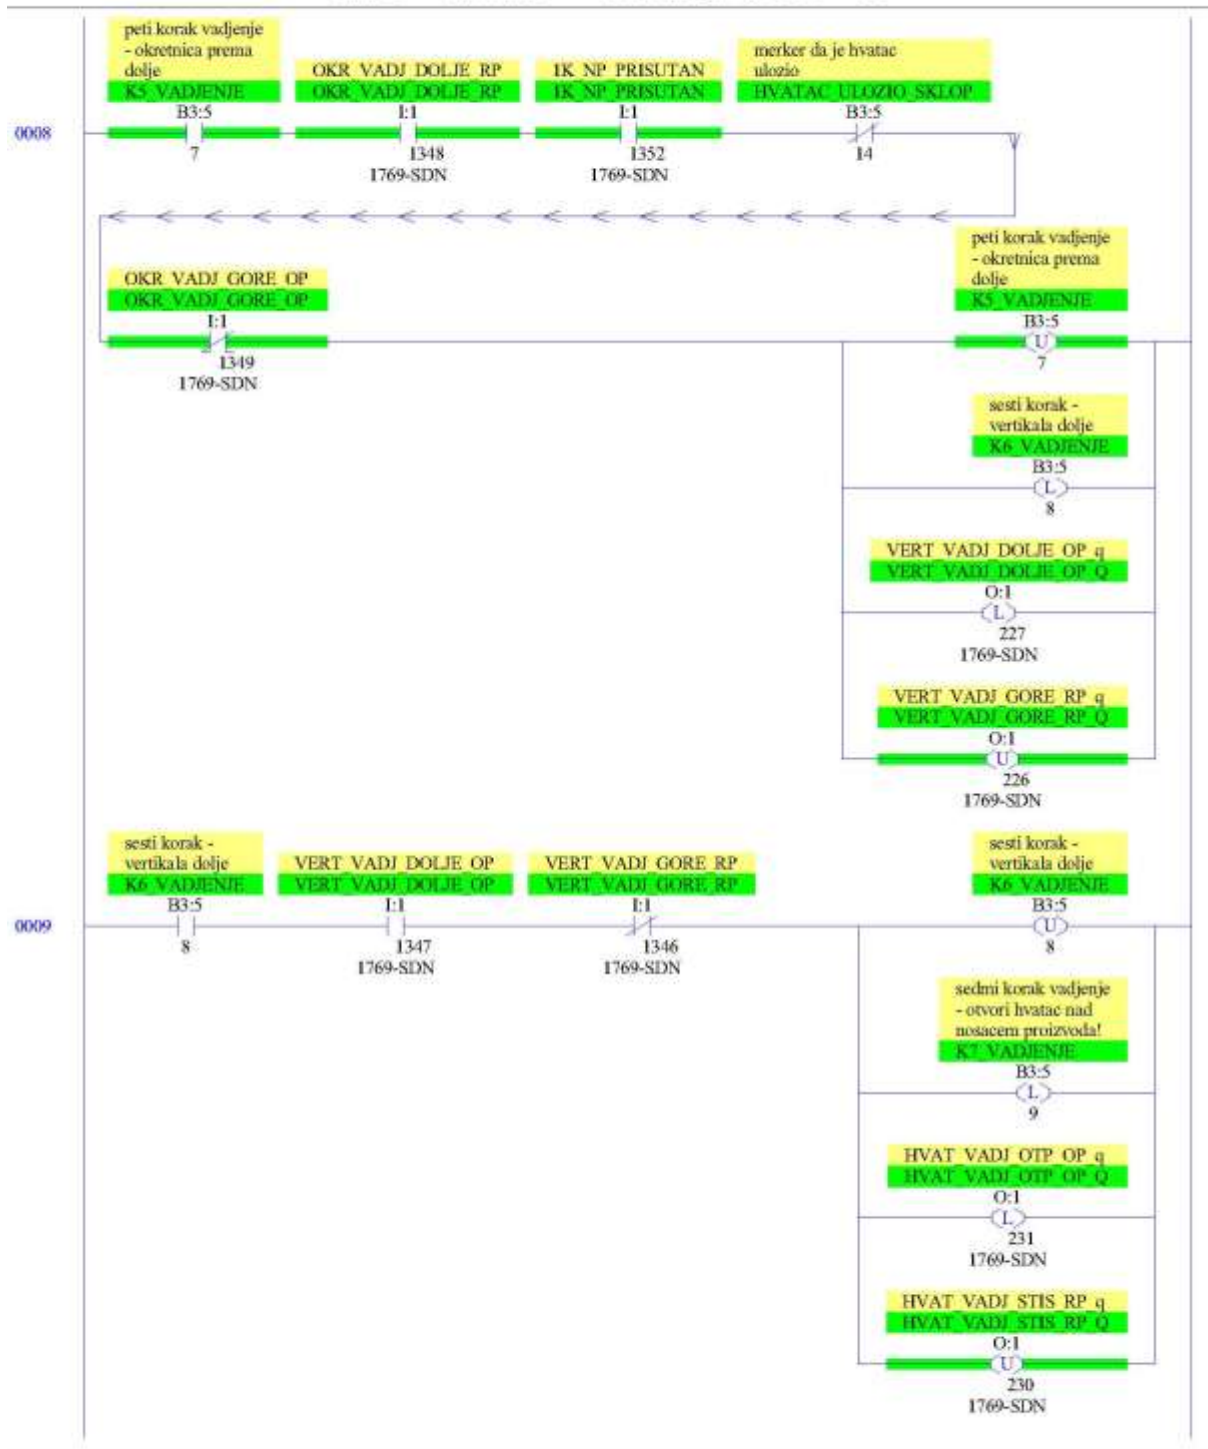 peti korak vadjenje
- okretnica prema
dolje
K5_VADJENJE
B3:5
7
OKR_VADJ_DOLJE_RP
OKR_VADJ_DOLJE_RP
I:1
1348
1769-SDN
1K_NP_PRISUTAN
1K_NP_PRISUTAN
I:1
1352
1769-SDN
merker da je hvatac
ulozio
HVATAC_ULOZIO_SKLOP
B3:5
14
0008
OKR_VADJ_GORE_OP
OKR_VADJ_GORE_OP
I:1
1349
1769-SDN
peti korak vadjenje
- okretnica prema
dolje
K5_VADJENJE
B3:5
U
7
sesti korak -
vertikala dolje
K6_VADJENJE
B3:5
L
8
VERT_VADJ_DOLJE_OP_q
VERT_VADJ_DOLJE_OP_Q
O:1
L
227
1769-SDN
VERT_VADJ_GORE_RP_q
VERT_VADJ_GORE_RP_Q
O:1
U
226
1769-SDN
sesti korak -
vertikala dolje
K6_VADJENJE
B3:5
8
VERT_VADJ_DOLJE_OP
VERT_VADJ_DOLJE_OP
I:1
1347
1769-SDN
VERT_VADJ_GORE_RP
VERT_VADJ_GORE_RP
I:1
1346
1769-SDN
0009
sesti korak -
vertikala dolje
K6_VADJENJE
B3:5
U
8
sedmi korak vadjenje
- otvori hvatac nad
nosacem proizvoda!
K7_VADJENJE
B3:5
L
9
HVAT_VADJ_OTP_OP_q
HVAT_VADJ_OTP_OP_Q
O:1
L
231
1769-SDN
HVAT_VADJ_STIS_RP_q
HVAT_VADJ_STIS_RP_Q
O:1
U
230
1769-SDN